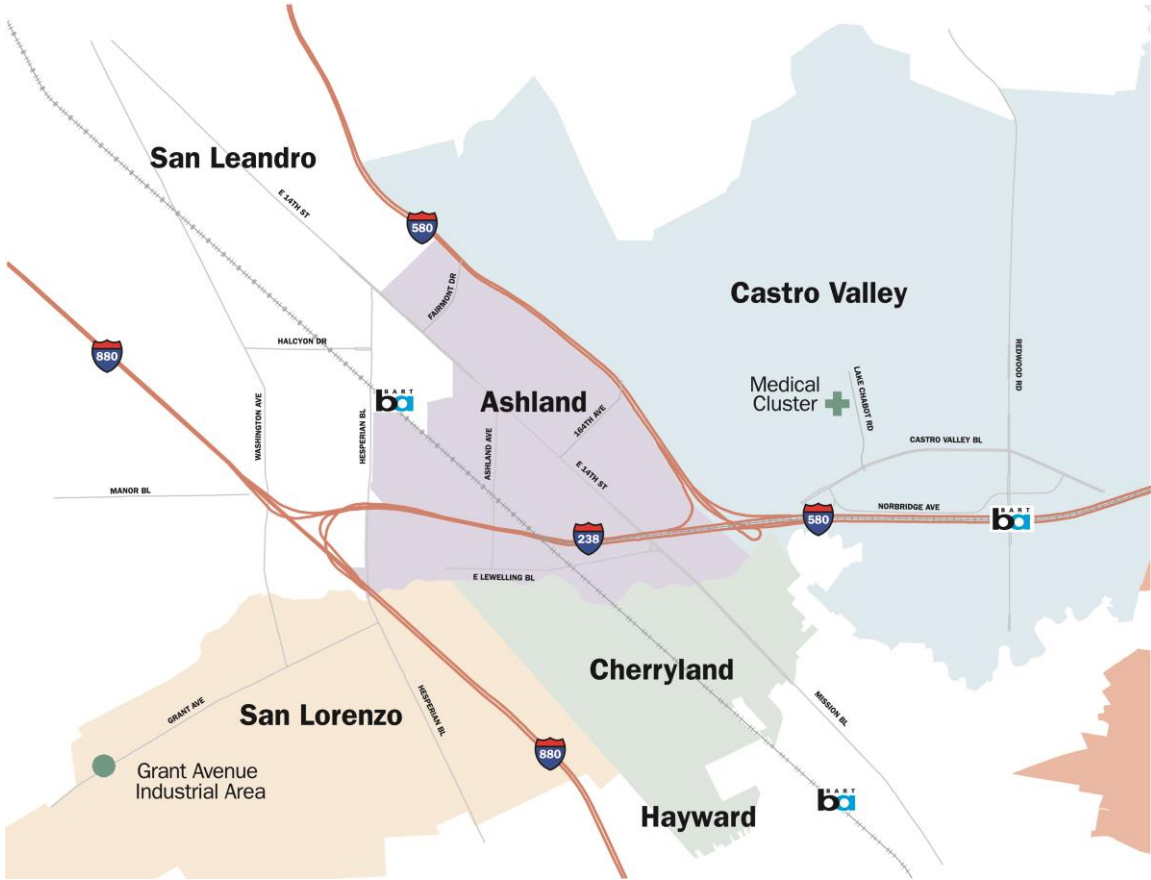 San Leandro
E 14TH ST
580
FAIRMONT DR
Castro Valley
880
HALCYON DR
REDWOOD RD
BART
ba
Ashland
Medical
Cluster
LAKE CHABOT RD
WASHINGTON AVE
HESPERIAN BL
ASHLAND AVE
164TH AVE
CASTRO VALLEY BL
E 14TH ST
MANOR BL
NORBRIDGE AVE
238
580
BART
ba
E LEWELLING BL
Cherryland
GRANT AVE
San Lorenzo
HESPERIAN BL
MISSION BL
880
Grant Avenue
Industrial Area
BART
ba
Hayward